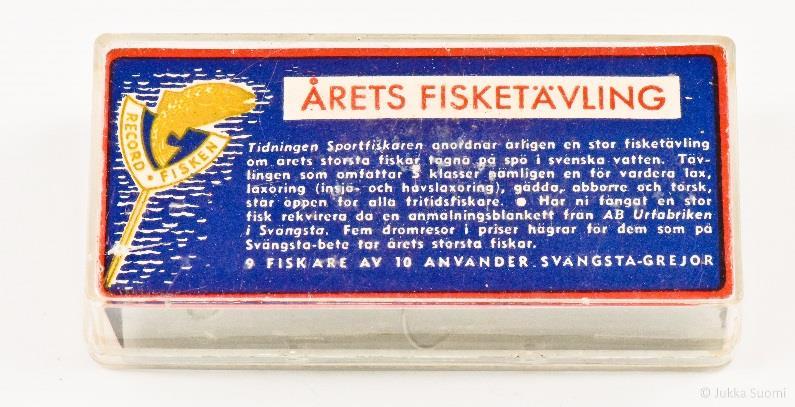 ÅRETS FISKETÄVLING
RECORD FISKEN
Tidningen Sportfiskaren anordnar årligen en stor fisketävling
om årets största fiskar tagna på spö i svenska vatten. Täv-
lingen som omfattar 5 klasser nämligen en för vardera lax,
laxöring (insjö- och havslaxöring), gädda, abborre och torsk,
står öppen för alla fritidsfiskare. ● Har ni fångat en stor
fisk rekvirera då en anmälningsblankett från AB Urfabriken
i Svängsta. Fem drömresor i priser hägrar för dem som på
Svängsta-bete tar årets största fiskar.
9 FISKARE AV 10 ANVÄNDER SVÄNGSTA-GREJOR
© Jukka Suomi